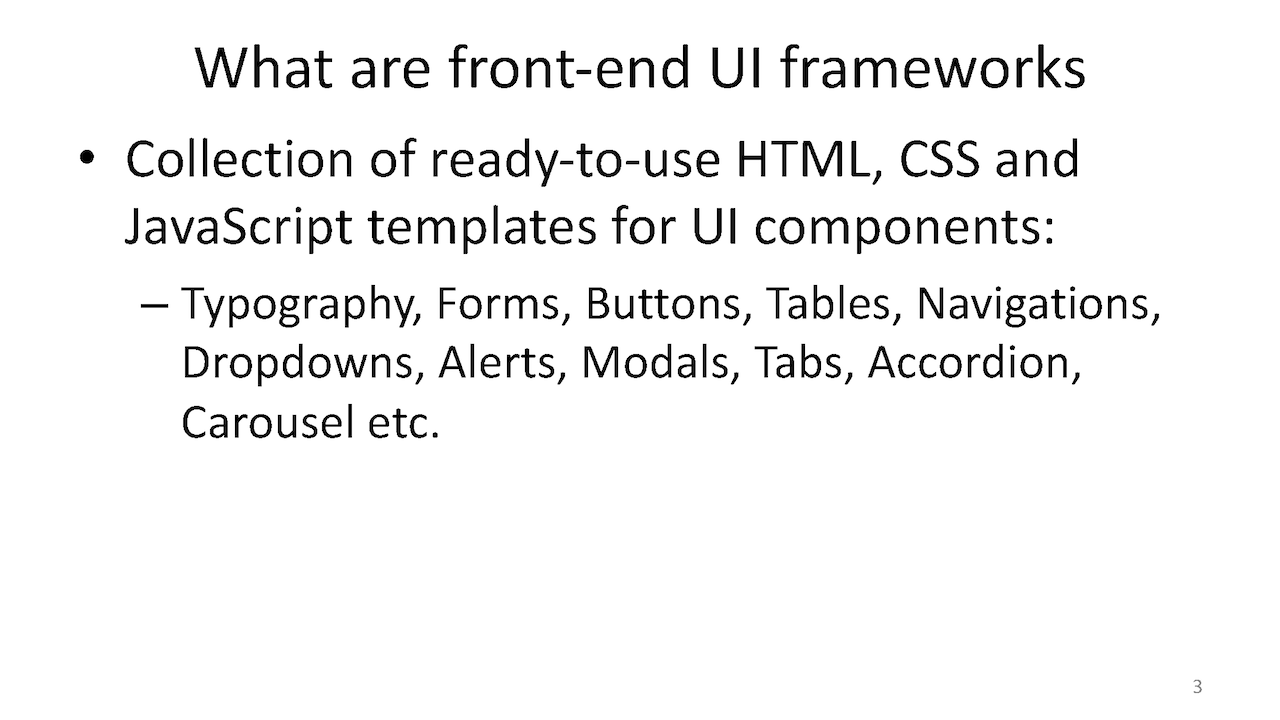 What are front-end UI frameworks
• Collection of ready-to-use HTML, CSS and
JavaScript templates for UI components:
– Typography, Forms, Buttons, Tables, Navigations,
Dropdowns, Alerts, Modals, Tabs, Accordion,
Carousel etc.
3